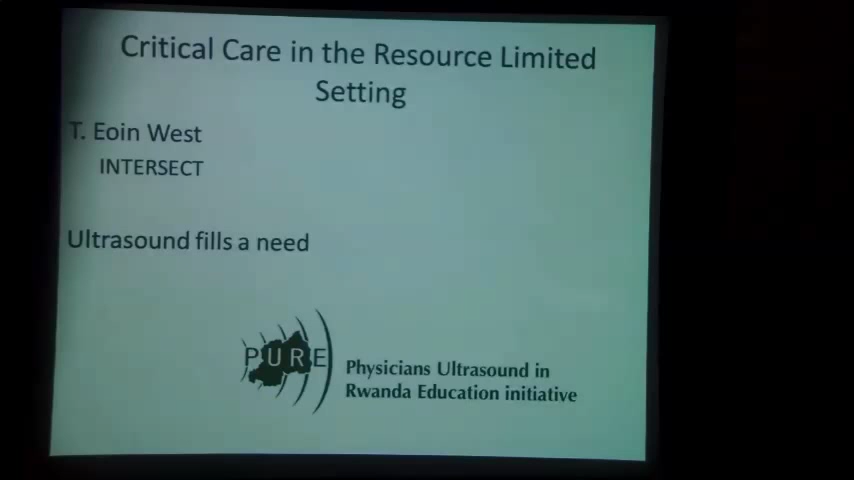 Critical Care in the Resource Limited
Setting
T. Eoin West
INTERSECT
Ultrasound fills a need
PURE
Physicians Ultrasound in
Rwanda Education initiative